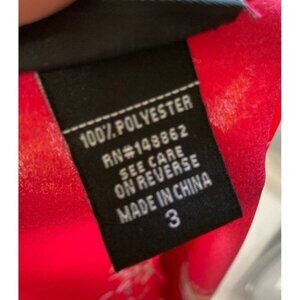 100% POLYESTER
RN#148862
SEE CARE
ON REVERSE
MADE IN CHINA
3